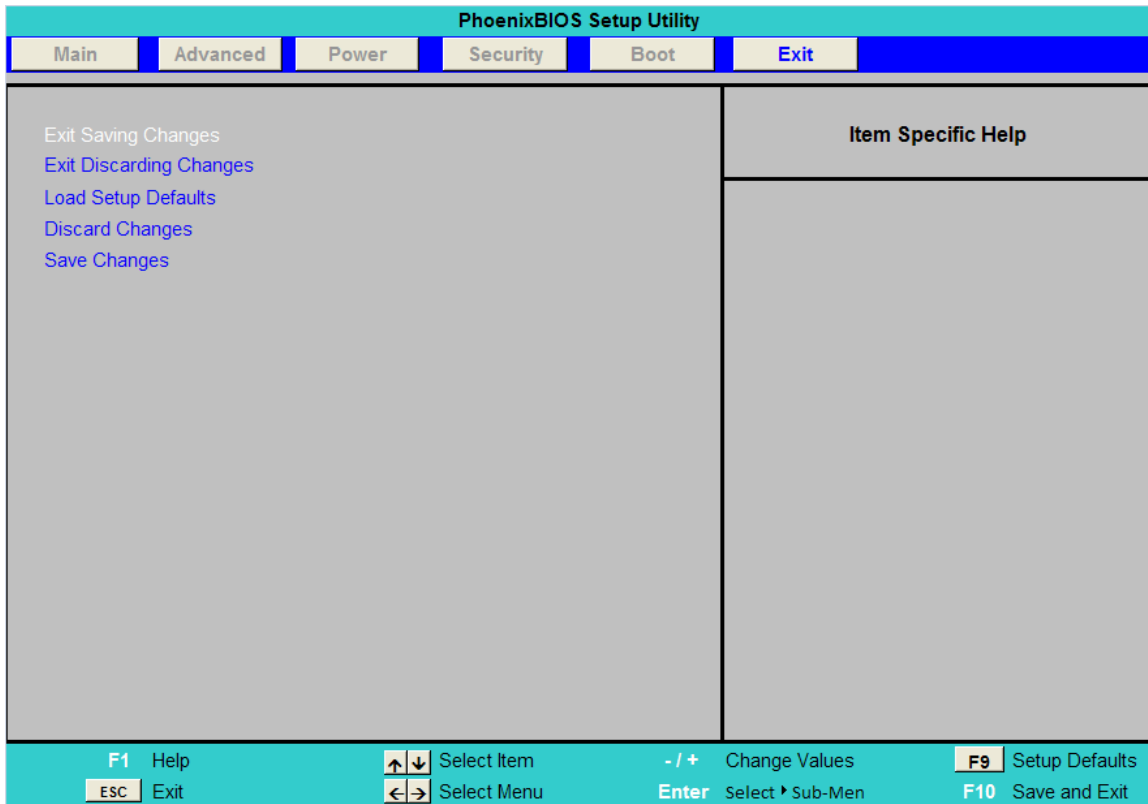 PhoenixBIOS Setup Utility
Main Advanced Power Security Boot Exit
Exit Saving Changes
Exit Discarding Changes
Load Setup Defaults
Discard Changes
Save Changes
Item Specific Help
F1 Help ↑ ↓ Select Item - / + Change Values F9 Setup Defaults
ESC Exit ← → Select Menu Enter Select ▸ Sub-Men F10 Save and Exit